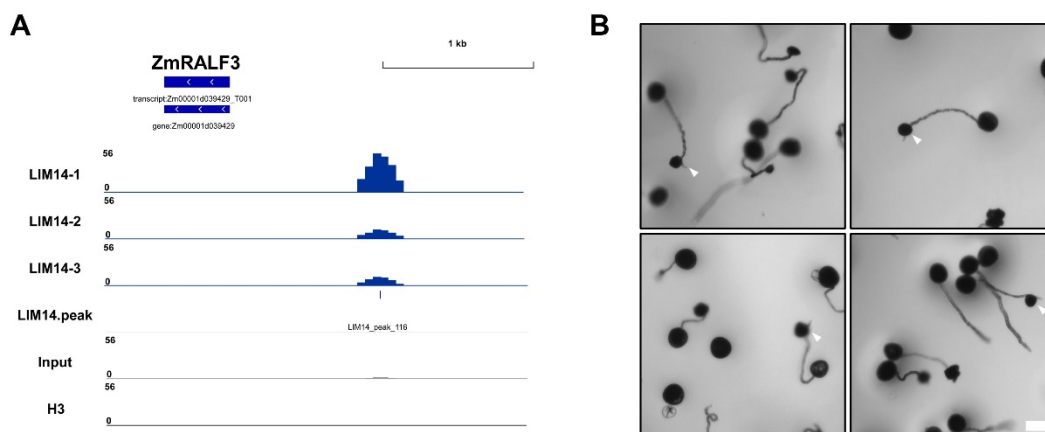 A
B
1 kb
ZmRALF3
transcript:Zm00001d039429_T001
gene:Zm00001d039429
56
LIM14-1
0
56
LIM14-2
0
56
LIM14-3
0
LIM14.peak
LIM14_peak_116
56
Input
0
56
H3
0